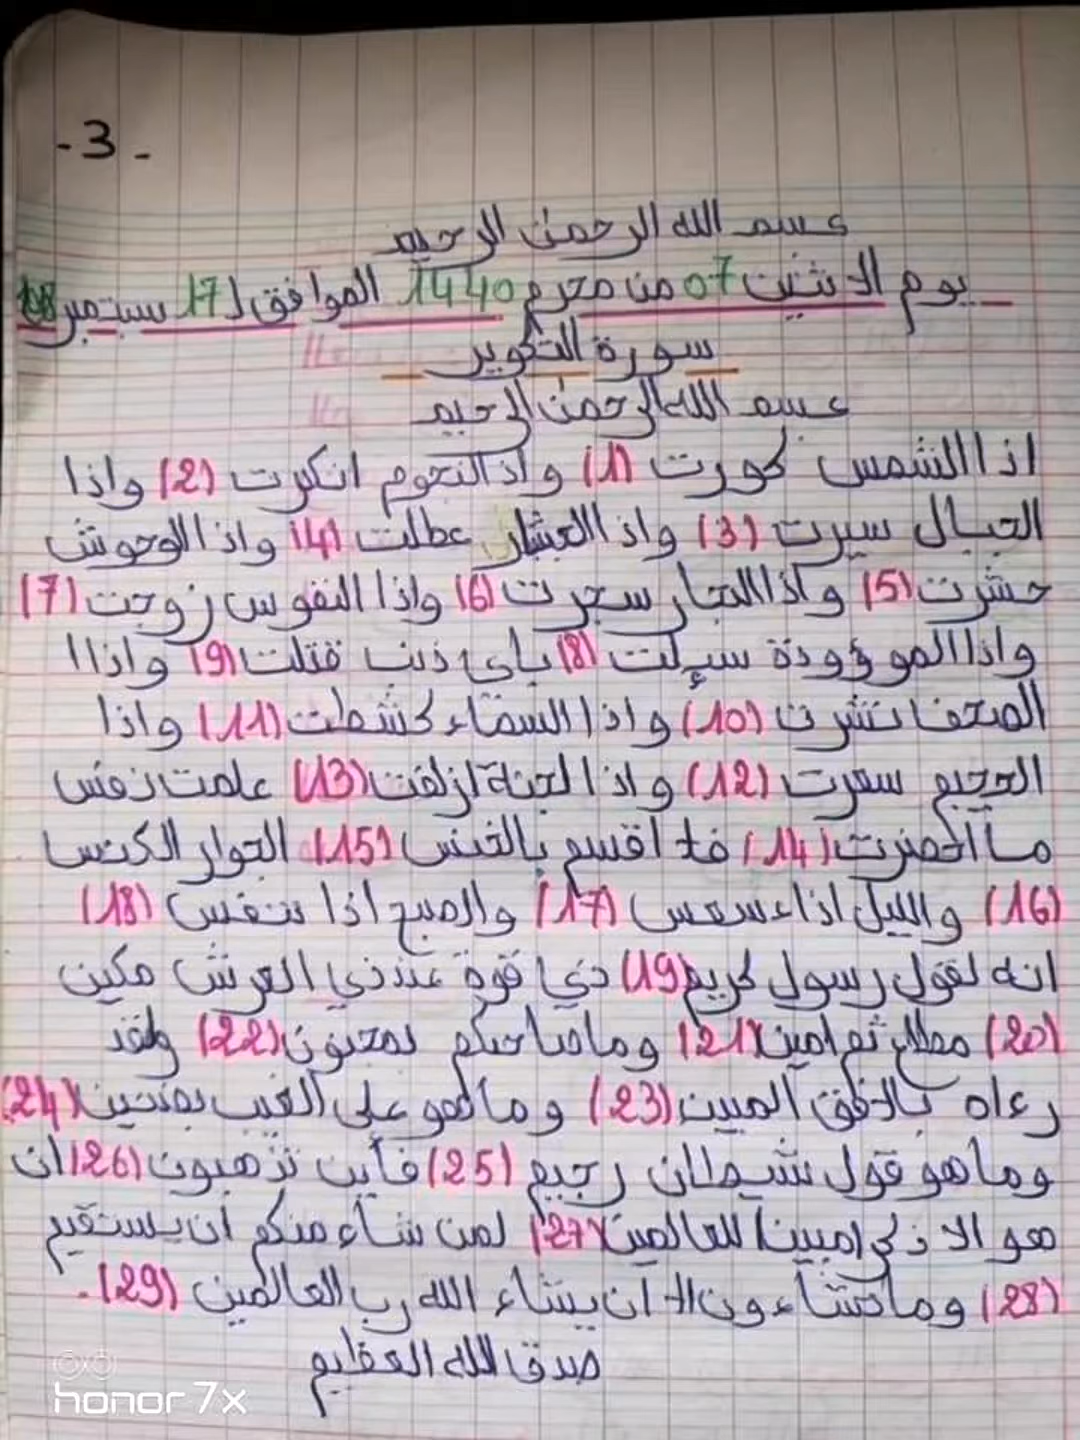 - 3 -
بسم الله الرحمن الرحيم
يوم الاثنين 07 من محرم 1440 الموافق ل 17 سبتمبر
سورة التكوير
بسم الله الرحمن الرحيم
اذا الشمس كورت (1) واذا النجوم انكدرت (2) واذا
الجبال سيرت (3) واذا العشار عطلت (4) واذا الوحوش
حشرت (5) واذا البحار سجرت (6) واذا النفوس زوجت (7)
واذا الموؤودة سيلت (8) باي ذنب قتلت (9) واذا ا
الصحف نشرت (10) واذا السماء كشطت (11) واذا
الجحيم سعرت (12) واذا لجنة ازلفت (13) علمت نفس
ما احضرت (14) فلا اقسم بالخنس (15) الجوار الكنس
(16) والليل اذا عسعس (17) والصبح اذا تنفس (18)
انه لقول رسول كريم (19) ذي قوة عند ذي العرش مكين
(20) مطاع ثم امين (21) وما صاحبكم بمجنون (22) ولقد
رءاه بالافق المبين (23) وما هو على الغيب بضنين (24)
وما هو قول شيطان رجيم (25) فأين تذهبون (26) ان
هو الا للعالمين (27) لمن شاء منكم أن يستقيم
(28) وما تشاءون الا ان يشاء الله رب العالمين (29).
صدق الله العظيم
honor 7x